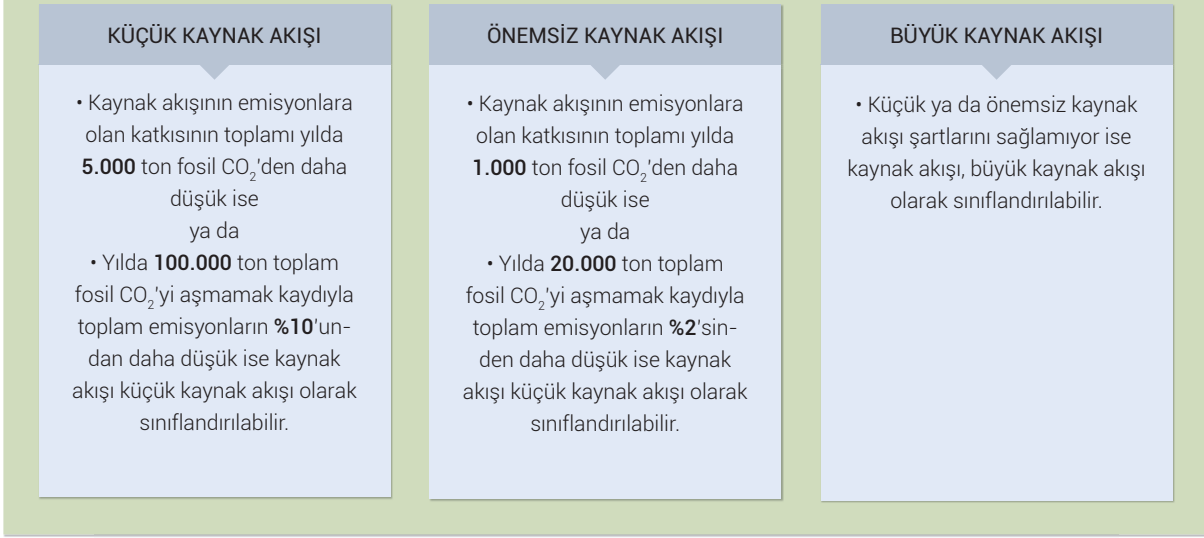 KÜÇÜK KAYNAK AKIŞI
• Kaynak akışının emisyonlara
olan katkısının toplamı yılda
5.000 ton fosil CO₂'den daha
düşük ise
ya da
• Yılda 100.000 ton toplam
fosil CO₂'yi aşmamak kaydıyla
toplam emisyonların %10'un-
dan daha düşük ise kaynak
akışı küçük kaynak akışı olarak
sınıflandırılabilir.
ÖNEMSİZ KAYNAK AKIŞI
• Kaynak akışının emisyonlara
olan katkısının toplamı yılda
1.000 ton fosil CO₂'den daha
düşük ise
ya da
• Yılda 20.000 ton toplam
fosil CO₂'yi aşmamak kaydıyla
toplam emisyonların %2'sin-
den daha düşük ise kaynak
akışı küçük kaynak akışı olarak
sınıflandırılabilir.
BÜYÜK KAYNAK AKIŞI
• Küçük ya da önemsiz kaynak
akışı şartlarını sağlamıyor ise
kaynak akışı, büyük kaynak akışı
olarak sınıflandırılabilir.